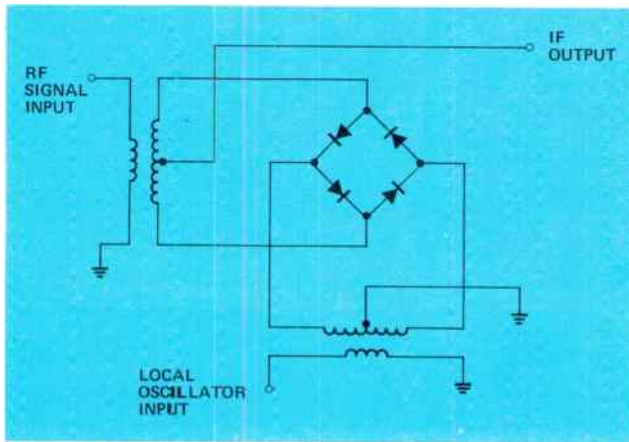 RF
SIGNAL
INPUT
IF
OUTPUT
LOCAL
OSCILLATOR
INPUT